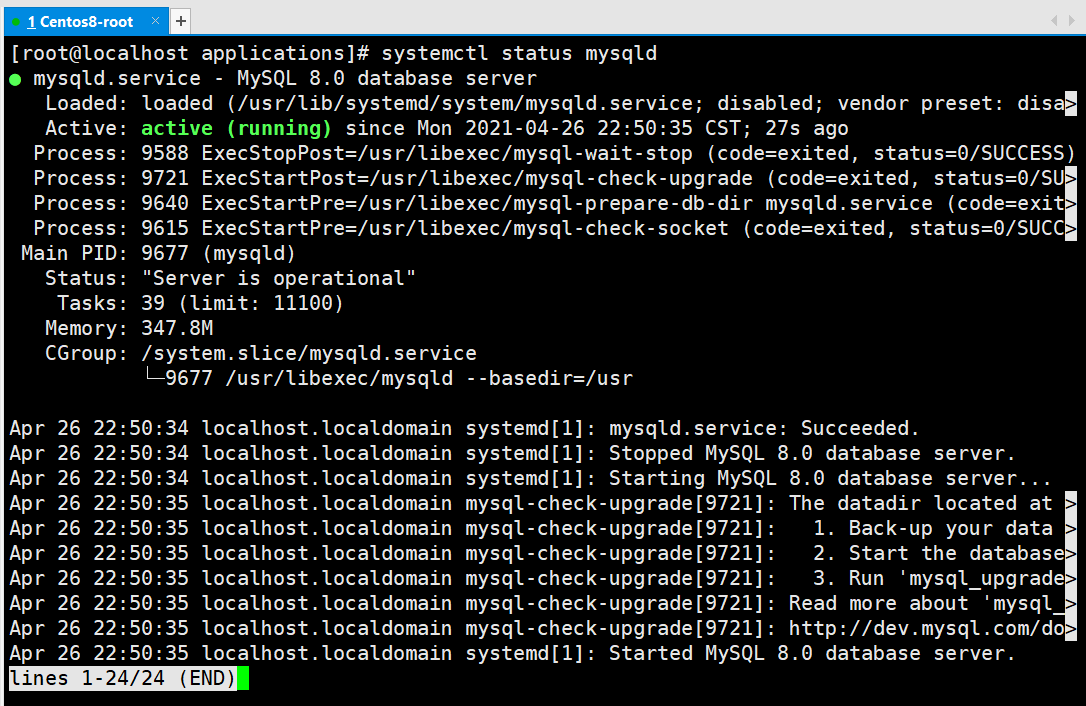 1 Centos8-root × +
[root@localhost applications]# systemctl status mysqld
● mysqld.service - MySQL 8.0 database server
Loaded: loaded (/usr/lib/systemd/system/mysqld.service; disabled; vendor preset: disa>
Active: active (running) since Mon 2021-04-26 22:50:35 CST; 27s ago
Process: 9588 ExecStopPost=/usr/libexec/mysql-wait-stop (code=exited, status=0/SUCCESS)
Process: 9721 ExecStartPost=/usr/libexec/mysql-check-upgrade (code=exited, status=0/SU>
Process: 9640 ExecStartPre=/usr/libexec/mysql-prepare-db-dir mysqld.service (code=exit>
Process: 9615 ExecStartPre=/usr/libexec/mysql-check-socket (code=exited, status=0/SUCC>
Main PID: 9677 (mysqld)
Status: "Server is operational"
Tasks: 39 (limit: 11100)
Memory: 347.8M
CGroup: /system.slice/mysqld.service
└─9677 /usr/libexec/mysqld --basedir=/usr
Apr 26 22:50:34 localhost.localdomain systemd[1]: mysqld.service: Succeeded.
Apr 26 22:50:34 localhost.localdomain systemd[1]: Stopped MySQL 8.0 database server.
Apr 26 22:50:34 localhost.localdomain systemd[1]: Starting MySQL 8.0 database server...
Apr 26 22:50:35 localhost.localdomain mysql-check-upgrade[9721]: The datadir located at >
Apr 26 22:50:35 localhost.localdomain mysql-check-upgrade[9721]:   1. Back-up your data >
Apr 26 22:50:35 localhost.localdomain mysql-check-upgrade[9721]:   2. Start the database>
Apr 26 22:50:35 localhost.localdomain mysql-check-upgrade[9721]:   3. Run 'mysql_upgrade>
Apr 26 22:50:35 localhost.localdomain mysql-check-upgrade[9721]: Read more about 'mysql_>
Apr 26 22:50:35 localhost.localdomain mysql-check-upgrade[9721]: http://dev.mysql.com/do>
Apr 26 22:50:35 localhost.localdomain systemd[1]: Started MySQL 8.0 database server.
lines 1-24/24 (END)